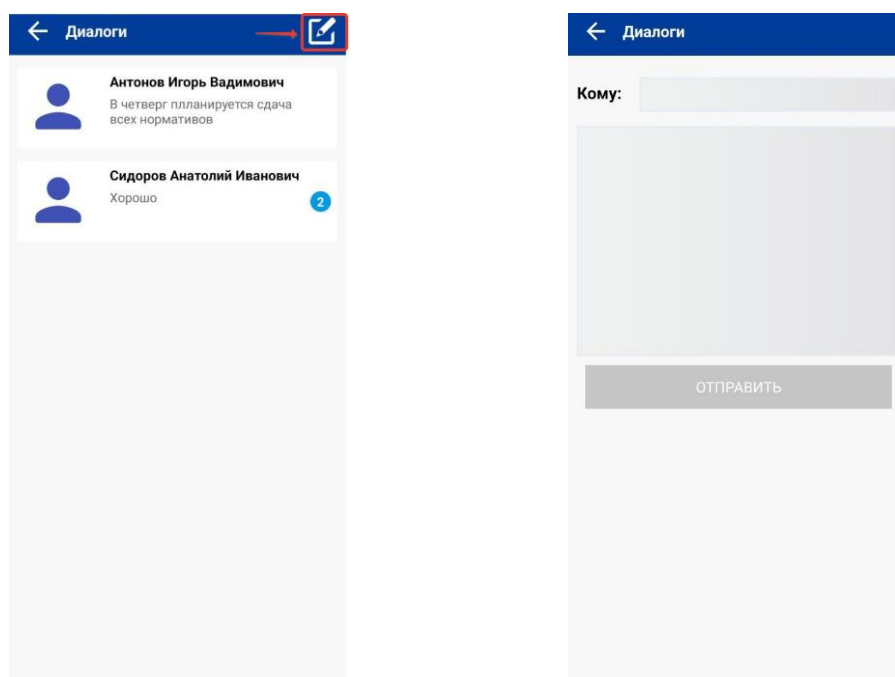 Диалоги
Антонов Игорь Вадимович
В четверг плланируется сдача
всех нормативов
Сидоров Анатолий Иванович
Хорошо
2
Диалоги
Кому:
ОТПРАВИТЬ